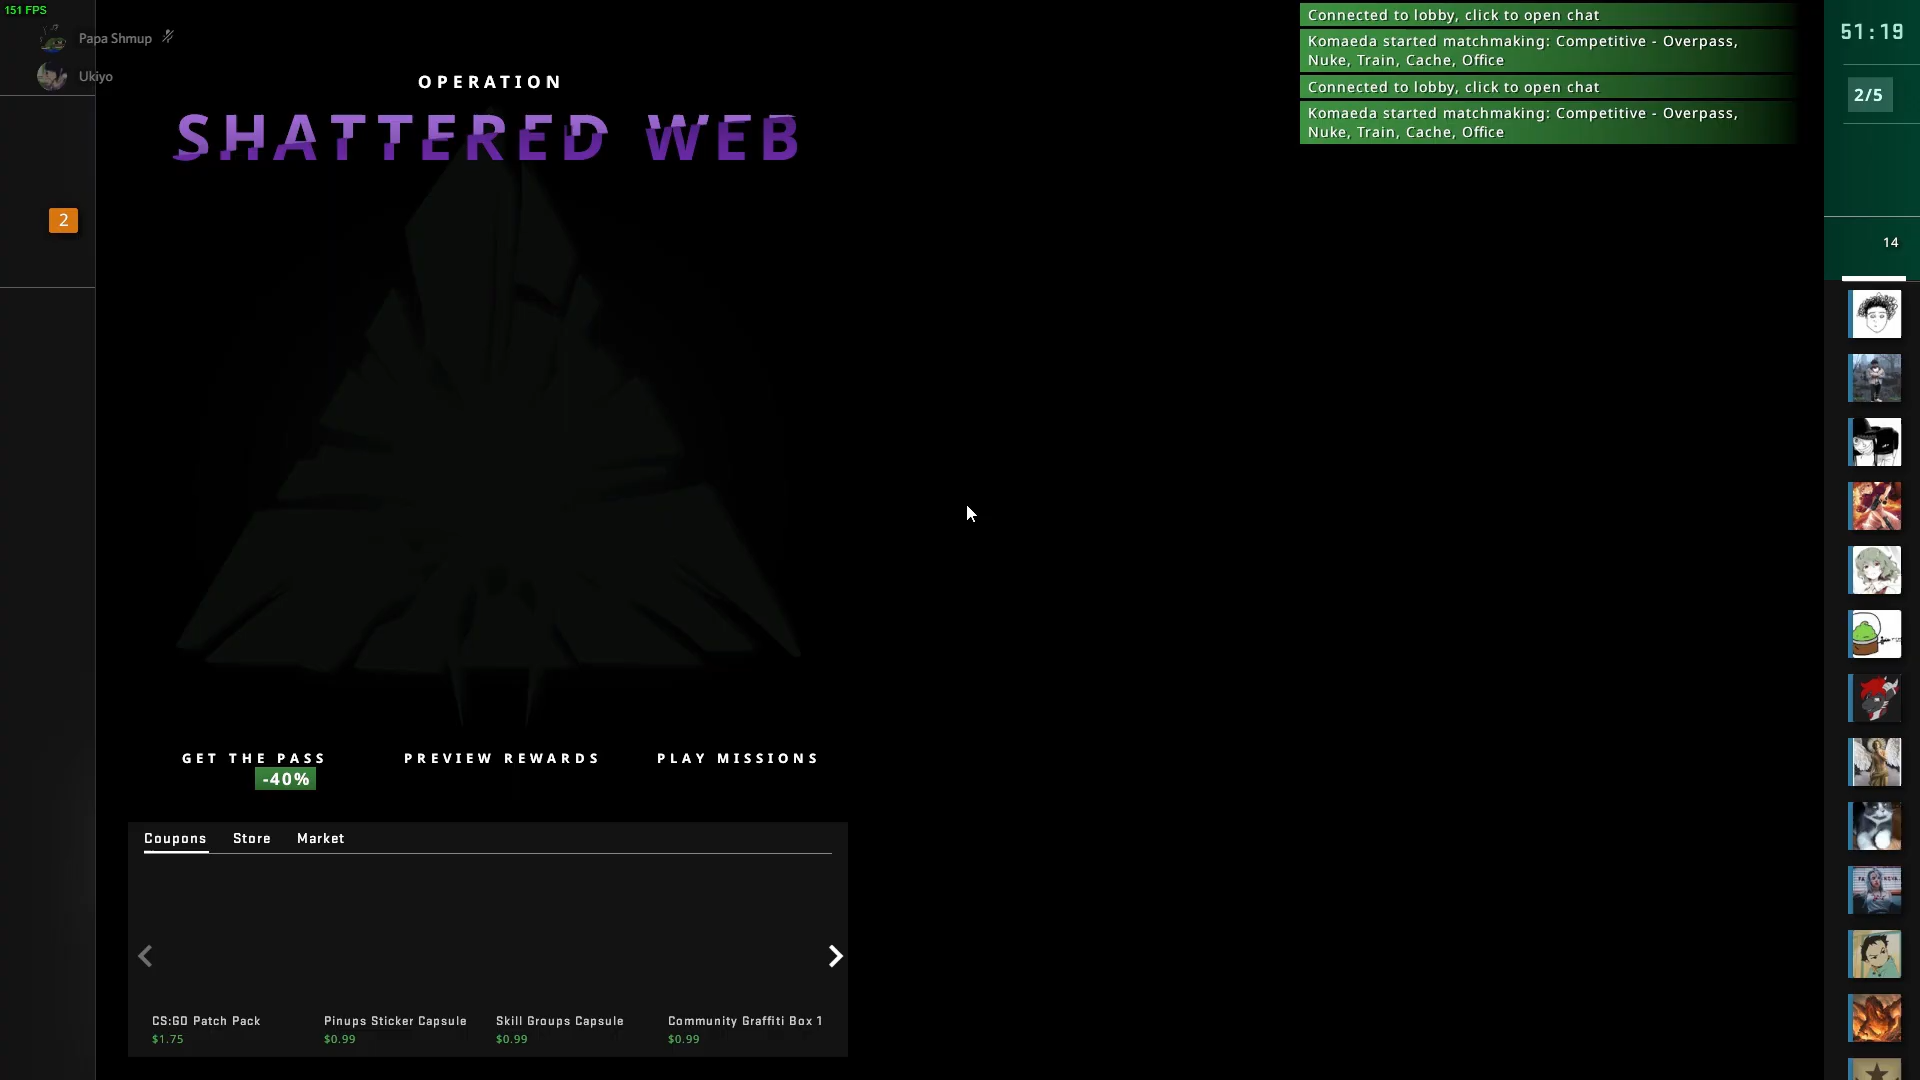 151 FPS
Papa Shmup
Ukiyo
2
OPERATION
SHATTERED WEB
GET THE PASS
-40%
PREVIEW REWARDS
PLAY MISSIONS
Coupons
Store
Market
CS:GO Patch Pack
$1.75
Pinups Sticker Capsule
$0.99
Skill Groups Capsule
$0.99
Community Graffiti Box 1
$0.99
Connected to lobby, click to open chat
Komaeda started matchmaking: Competitive - Overpass,
Nuke, Train, Cache, Office
Connected to lobby, click to open chat
Komaeda started matchmaking: Competitive - Overpass,
Nuke, Train, Cache, Office
51:19
2/5
14